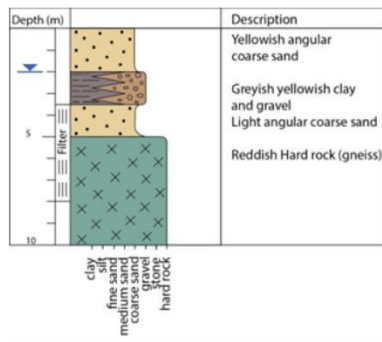 Depth (m)
Description
Yellowish angular
coarse sand
Greyish yellowish clay
and gravel
Light angular coarse sand
5
Filter
Reddish Hard rock (gneiss)
10
clay
silt
fine sand
medium sand
coarse sand
gravel
stone
hard rock